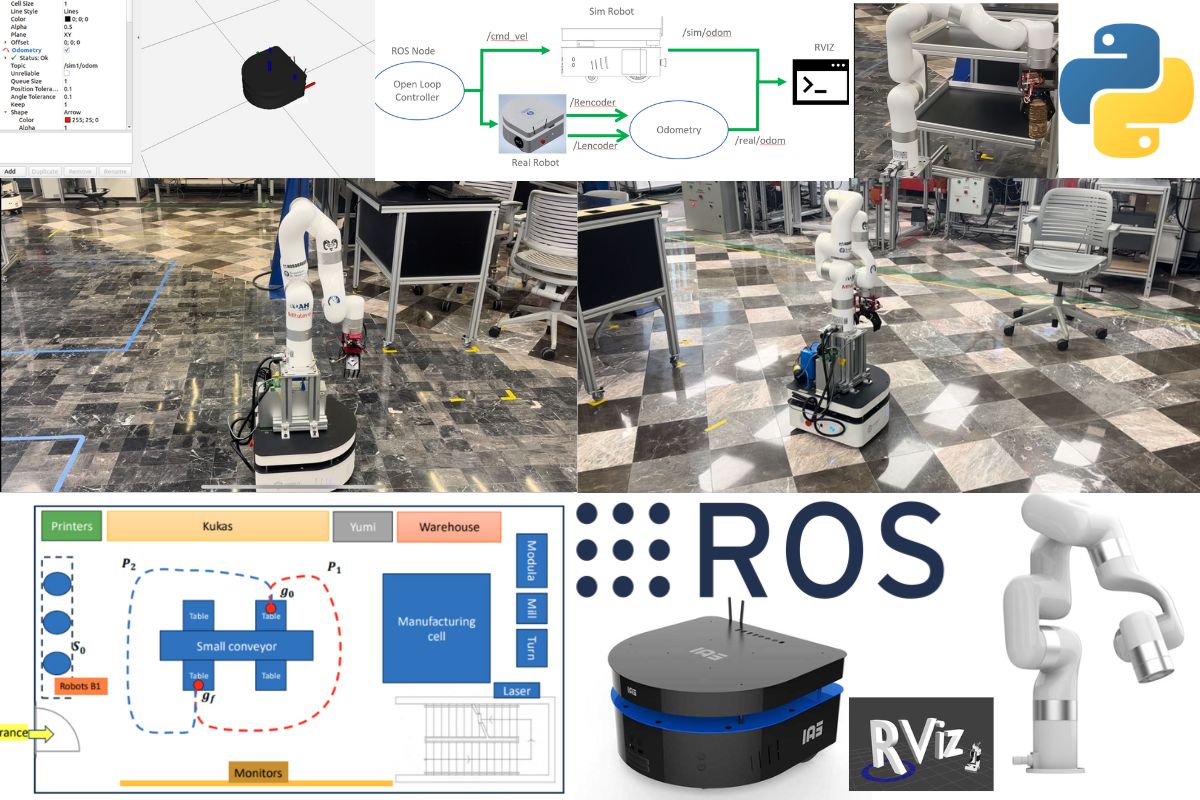 Cell Size 1
Line Style Lines
Color 0; 0; 0
Alpha 0.5
Plane XY
Offset 0; 0; 0
Odometry
Status: Ok
Topic /sim1/odom
Unreliable
Queue Size 1
Position Tolera... 0.1
Angle Tolerance 0.1
Keep 1
Shape Arrow
Color 255; 25; 0
Alpha 1
Add Duplicate Remove Rename
Sim Robot
/cmd_vel
/sim/odom
ROS Node
RVIZ
Open Loop
Controller
/Rencoder
Odometry
/Lencoder
/real/odom
Real Robot
Printers
Kukas
Yumi
Warehouse
P₂
P₁
g₀
Table
Table
Small conveyor
Table
Table
g_f
S₀
Robots B1
Manufacturing
cell
Modula
Mill
Turn
Laser
rance
Monitors
ROS
IAS
IAS
IAS
RViz